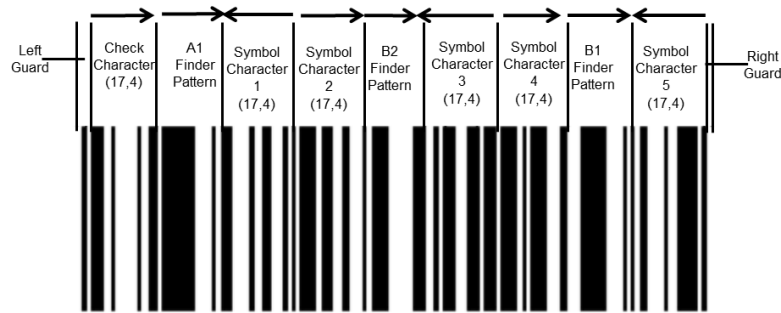 Left
Guard
Check
Character
(17,4)
A1
Finder
Pattern
Symbol
Character
1
(17,4)
Symbol
Character
2
(17,4)
B2
Finder
Pattern
Symbol
Character
3
(17,4)
Symbol
Character
4
(17,4)
B1
Finder
Pattern
Symbol
Character
5
(17,4)
Right
Guard